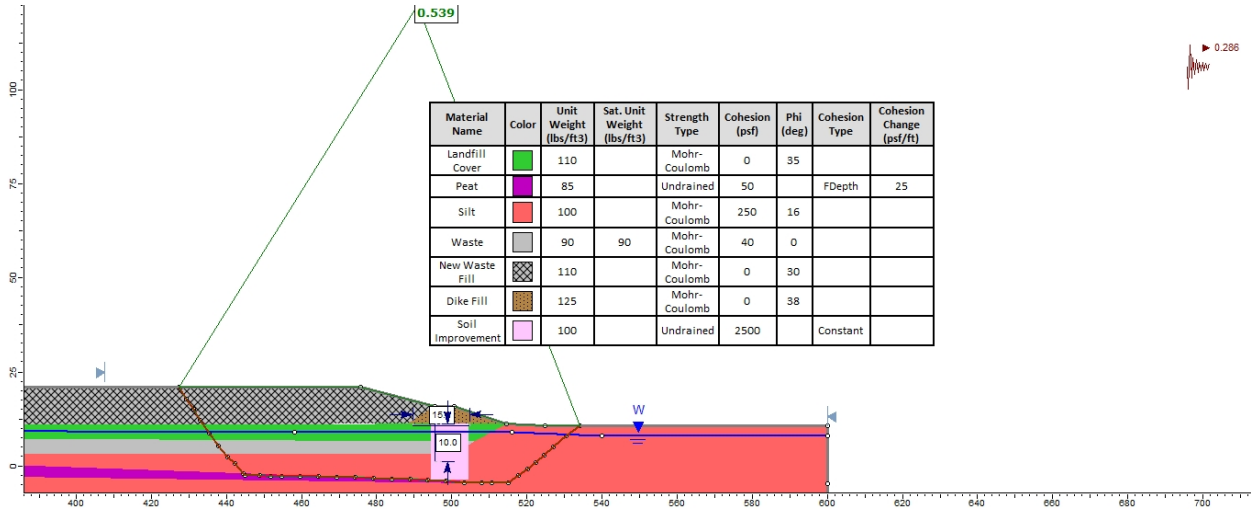 0.539
0.286
Material Name Color Unit Weight (lbs/ft3) Sat. Unit Weight (lbs/ft3) Strength Type Cohesion (psf) Phi (deg) Cohesion Type Cohesion Change (psf/ft)
Landfill Cover 110 Mohr-Coulomb 0 35
Peat 85 Undrained 50 FDepth 25
Silt 100 Mohr-Coulomb 250 16
Waste 90 90 Mohr-Coulomb 40 0
New Waste Fill 110 Mohr-Coulomb 0 30
Dike Fill 125 Mohr-Coulomb 0 38
Soil Improvement 100 Undrained 2500 Constant
100
75
50
25
0
W
10.0
400 420 440 460 480 500 520 540 560 580 600 620 640 660 680 700